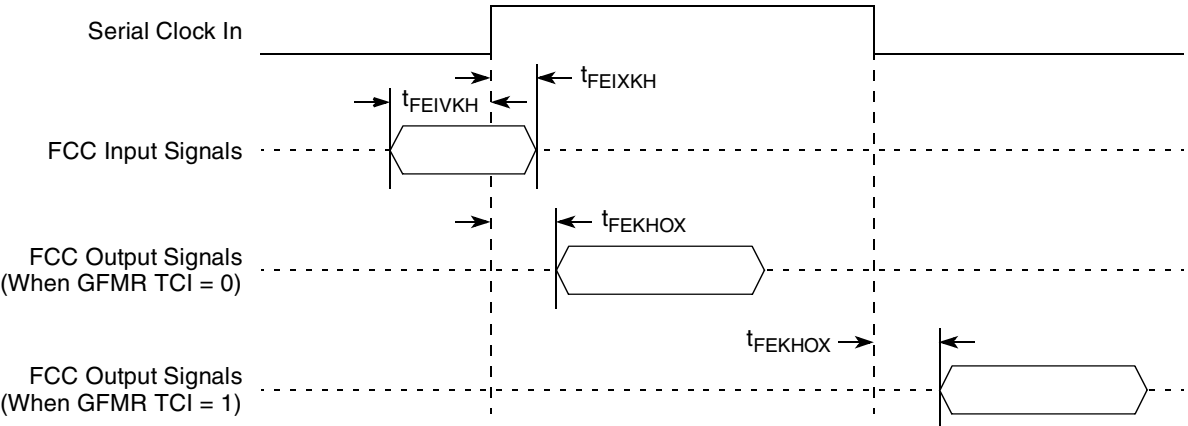 Serial Clock In
tFEIXKH
tFEIVKH
FCC Input Signals
tFEKHOX
FCC Output Signals
(When GFMR TCI = 0)
tFEKHOX
FCC Output Signals
(When GFMR TCI = 1)